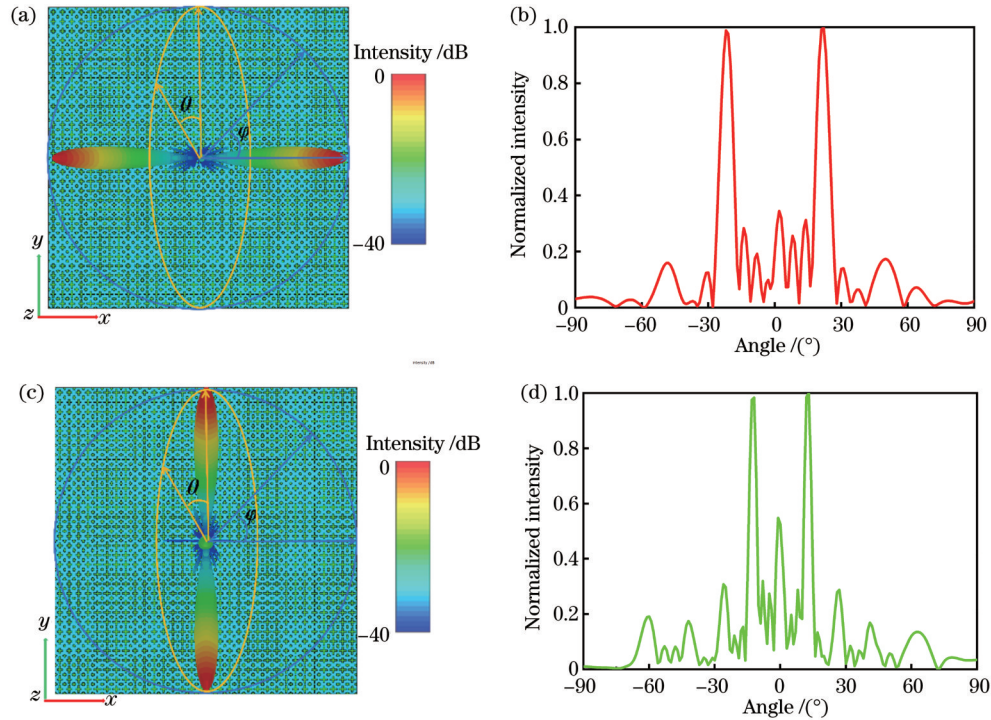 (a)
Intensity /dB
0
−40
θ
φ
y
z
x
(b)
Normalized intensity
1.0
0.8
0.6
0.4
0.2
0
−90
−60
−30
0
30
60
90
Angle /(°)
Intensity /dB
(c)
Intensity /dB
0
−40
θ
φ
y
z
x
(d)
Normalized intensity
1.0
0.8
0.6
0.4
0.2
0
−90
−60
−30
0
30
60
90
Angle /(°)